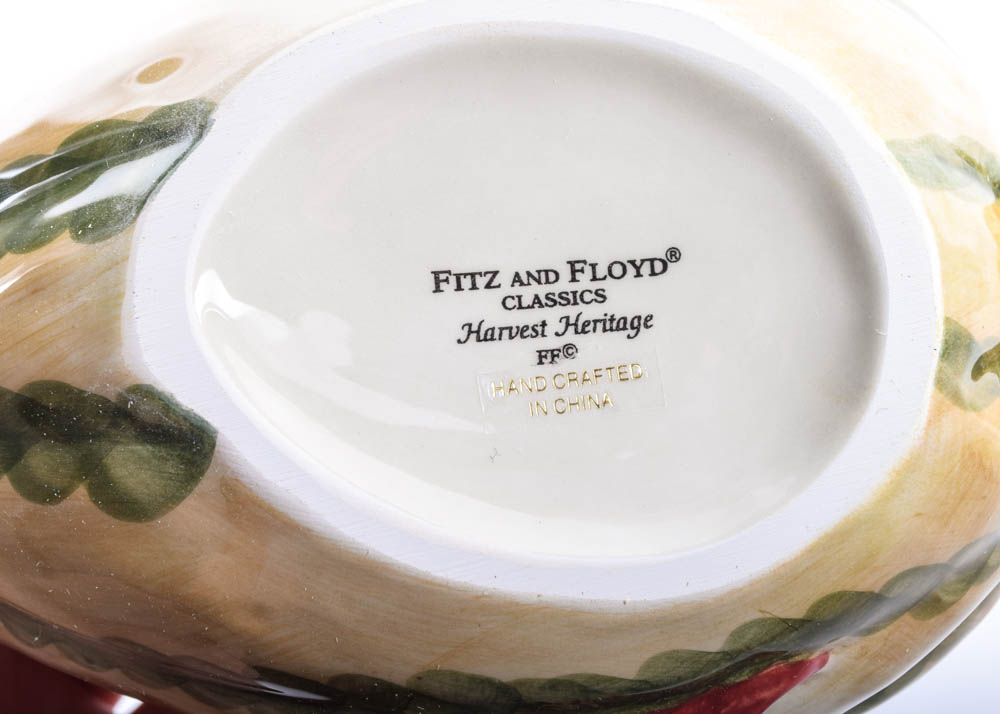 FITZ AND FLOYD®
CLASSICS
Harvest Heritage
FF©
HAND CRAFTED
IN CHINA